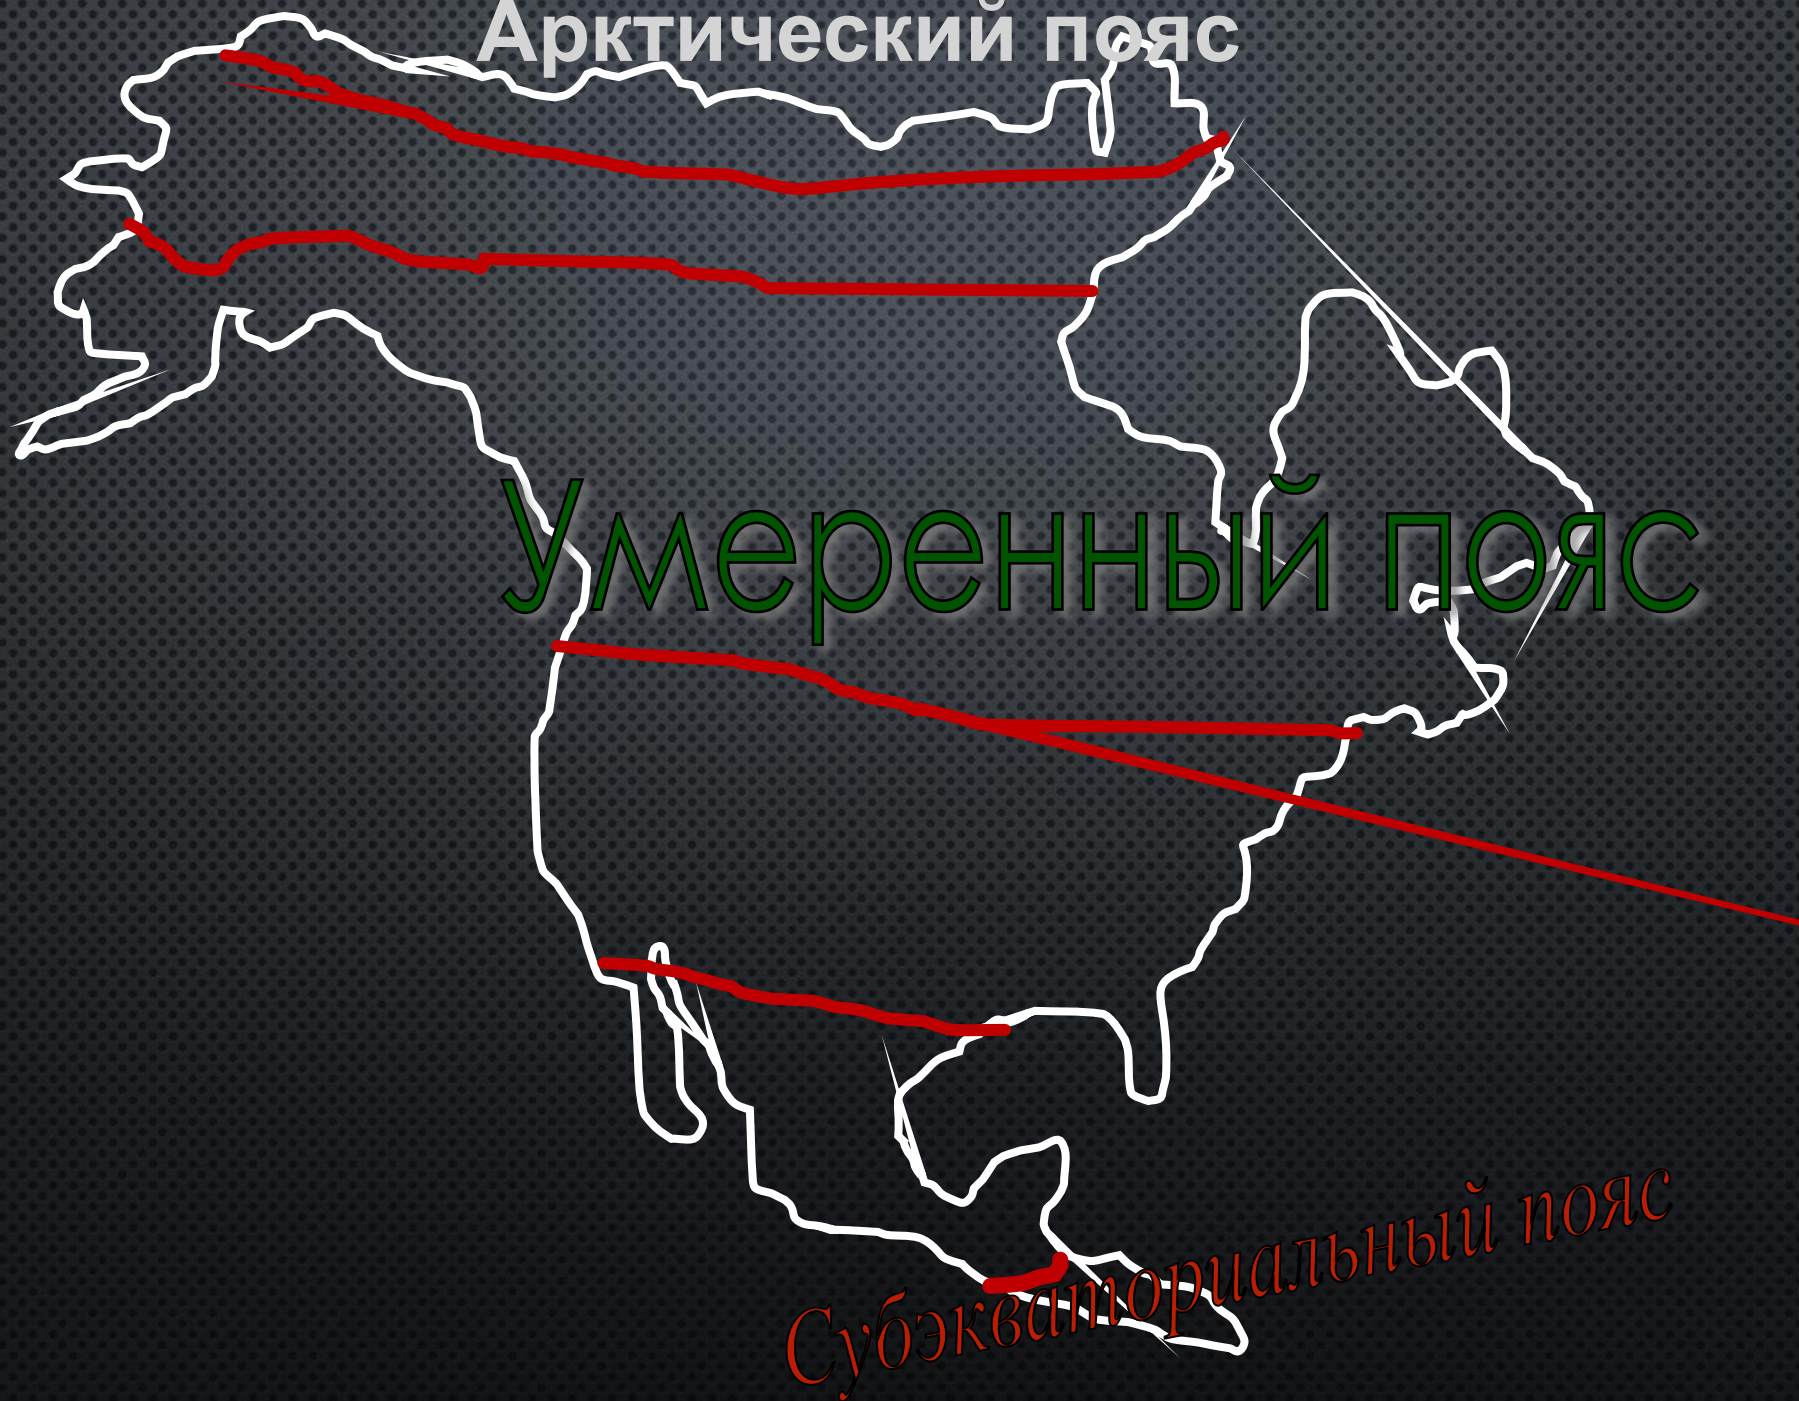 Арктический пояс
Умеренный пояс
Субэкваториальный пояс